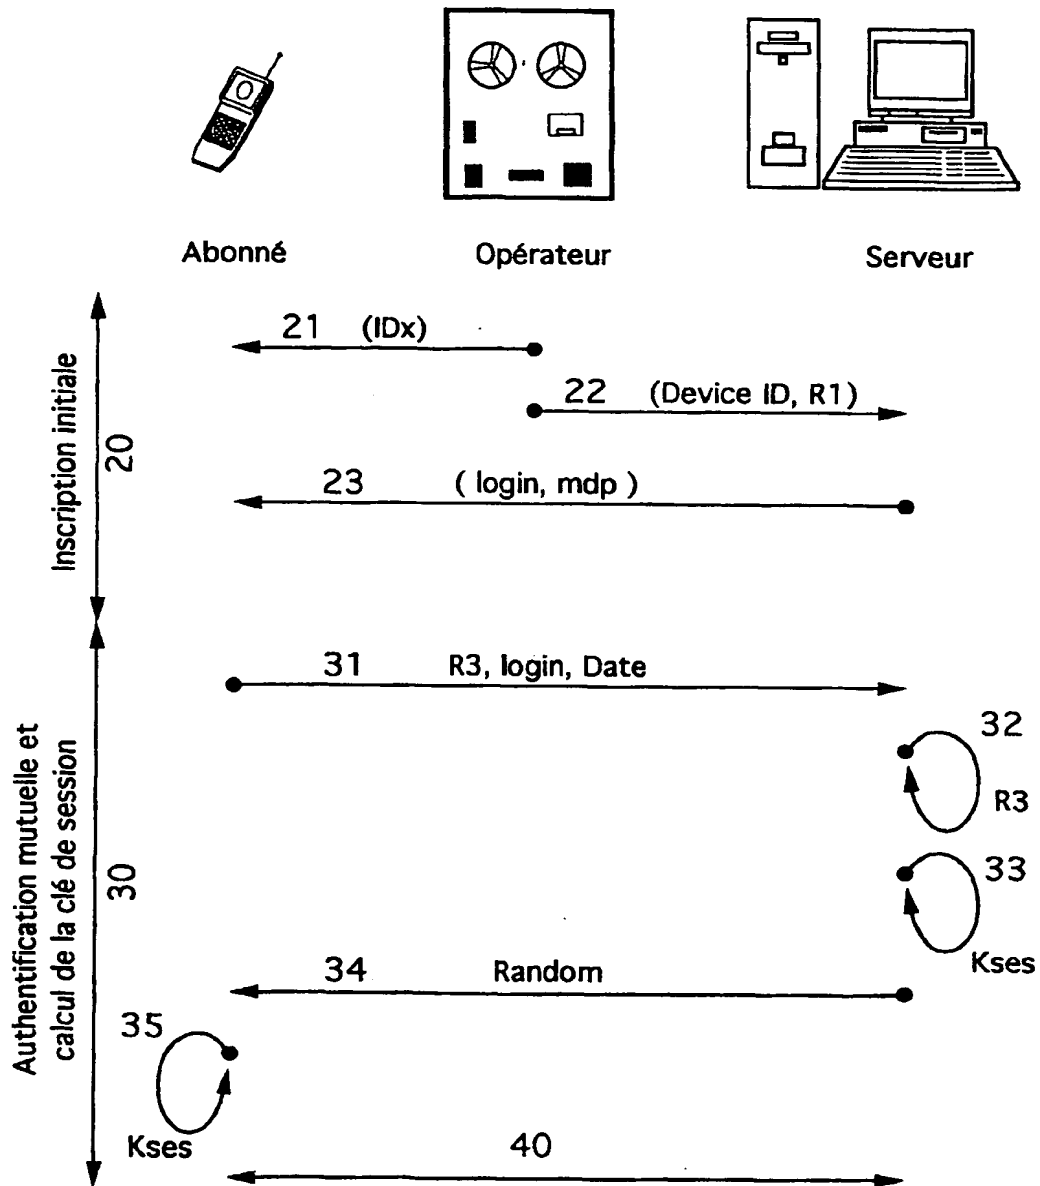 Abonné
Opérateur
Serveur
Inscription initiale
20
21 (IDx)
22 (Device ID, R1)
23 ( login, mdp )
Authentification mutuelle et
calcul de la clé de session
30
31 R3, login, Date
32
R3
33
Kses
34 Random
35
Kses
40